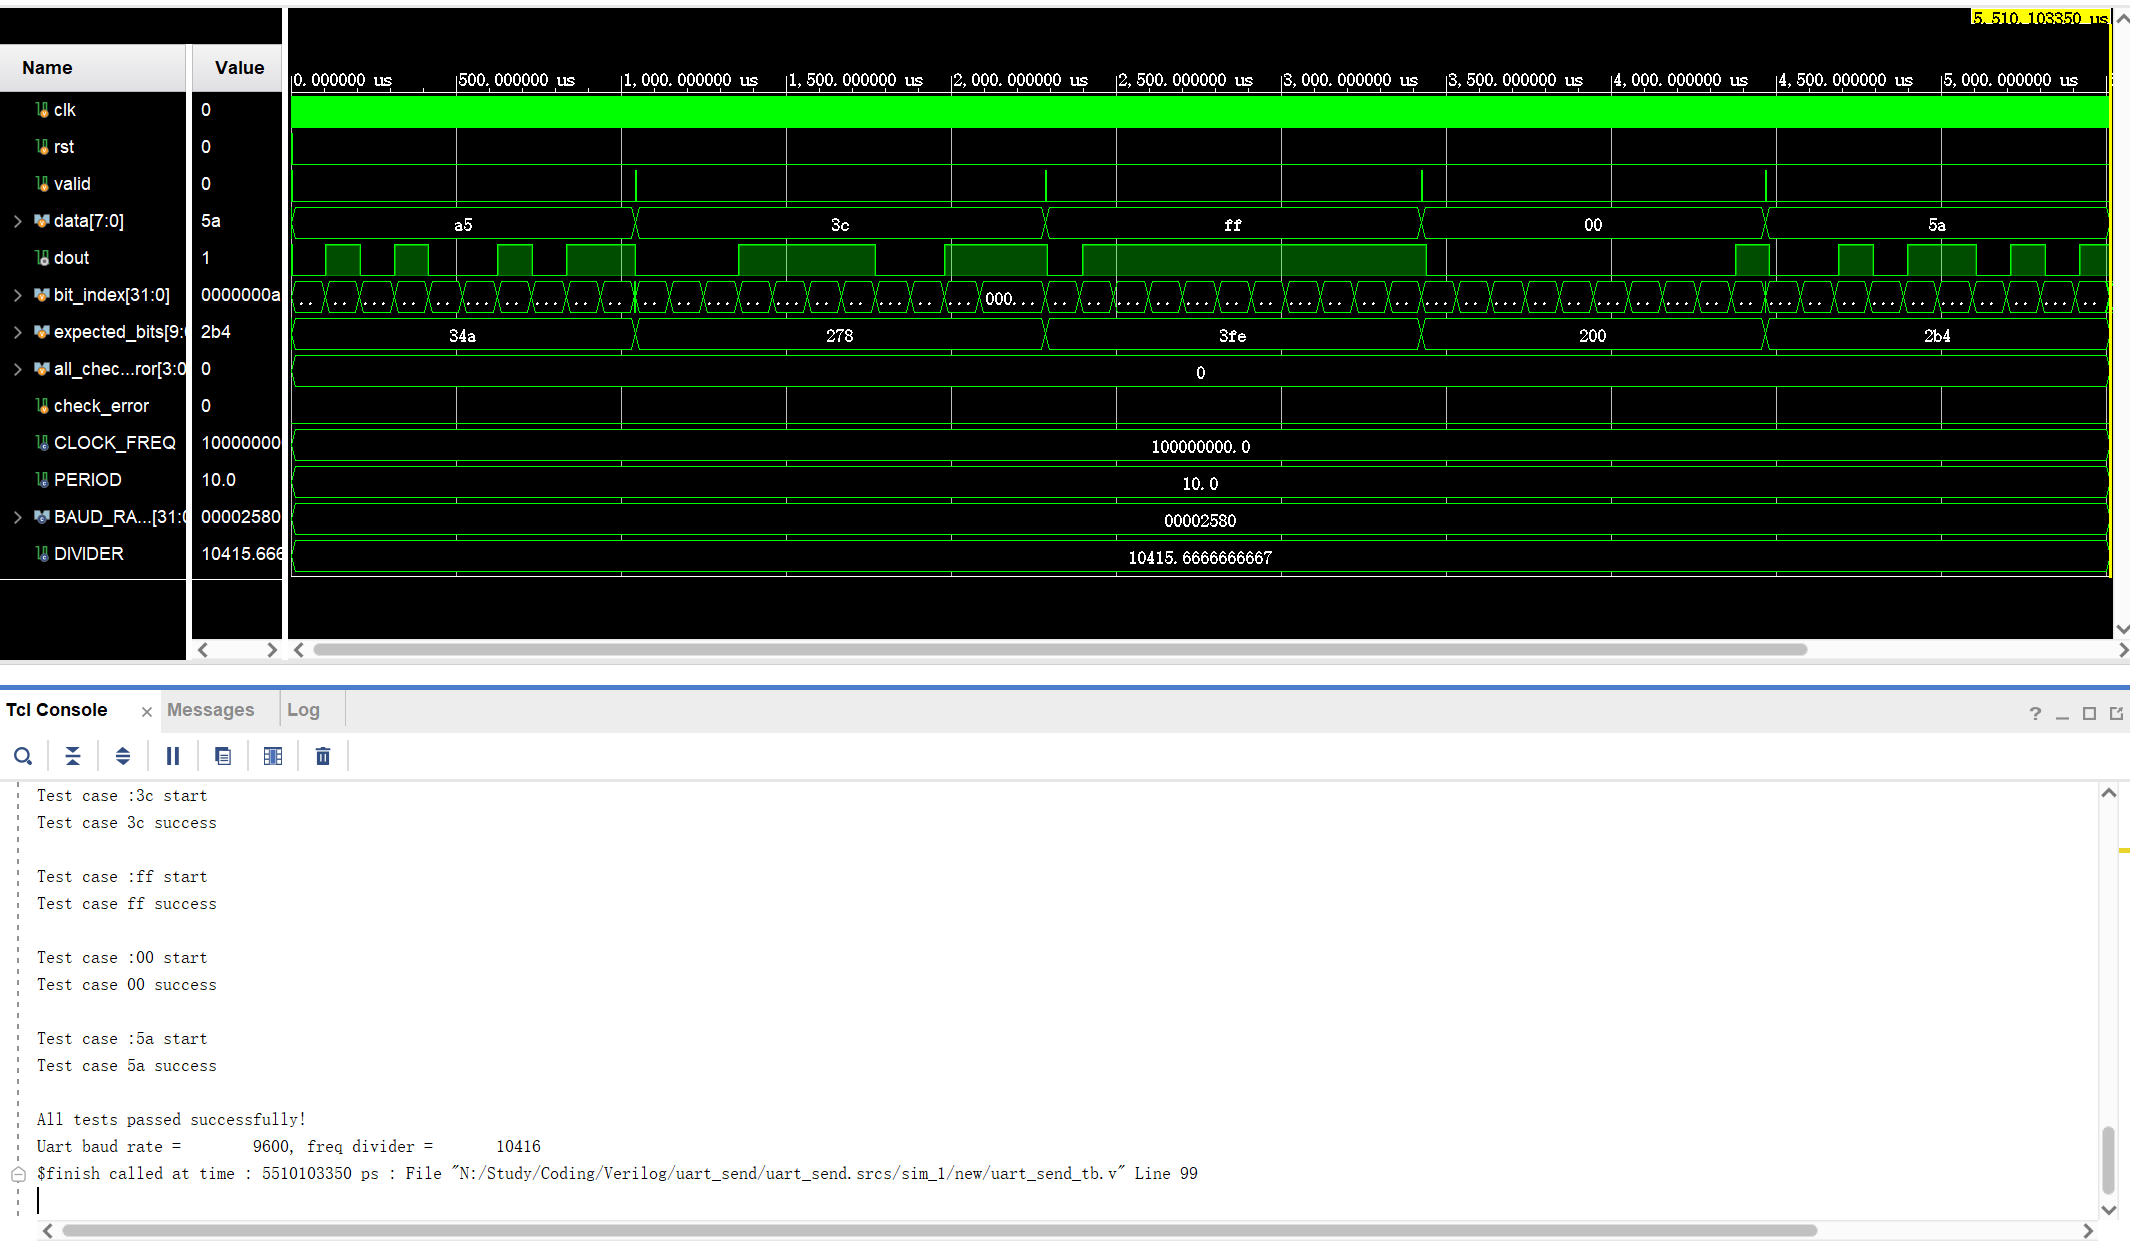 5,510.103350 us
Name Value
0.000000 us 500.000000 us 1,000.000000 us 1,500.000000 us 2,000.000000 us 2,500.000000 us 3,000.000000 us 3,500.000000 us 4,000.000000 us 4,500.000000 us 5,000.000000 us
clk 0
rst 0
valid 0
data[7:0] 5a a5 3c ff 00 5a
dout 1
bit_index[31:0] 0000000a .. .. ... .. ... .. .. ... .. .. .. .. .. .. .. .. .. .. .. 000... .. .. .. .. .. .. .. .. .. .. .. .. .. .. .. .. .. .. .. .. .. .. .. ... .. .. ... .. .. ... ..
expected_bits[9:0 2b4 34a 278 3fe 200 2b4
all_chec...ror[3:0 0 0
check_error 0
CLOCK_FREQ 10000000 100000000.0
PERIOD 10.0 10.0
BAUD_RA...[31:0 00002580 00002580
DIVIDER 10415.666 10415.6666666667
Tcl Console × Messages Log
? _
Test case :3c start
Test case 3c success
Test case :ff start
Test case ff success
Test case :00 start
Test case 00 success
Test case :5a start
Test case 5a success
All tests passed successfully!
Uart baud rate = 9600, freq divider = 10416
$finish called at time : 5510103350 ps : File "N:/Study/Coding/Verilog/uart_send/uart_send.srcs/sim_1/new/uart_send_tb.v" Line 99